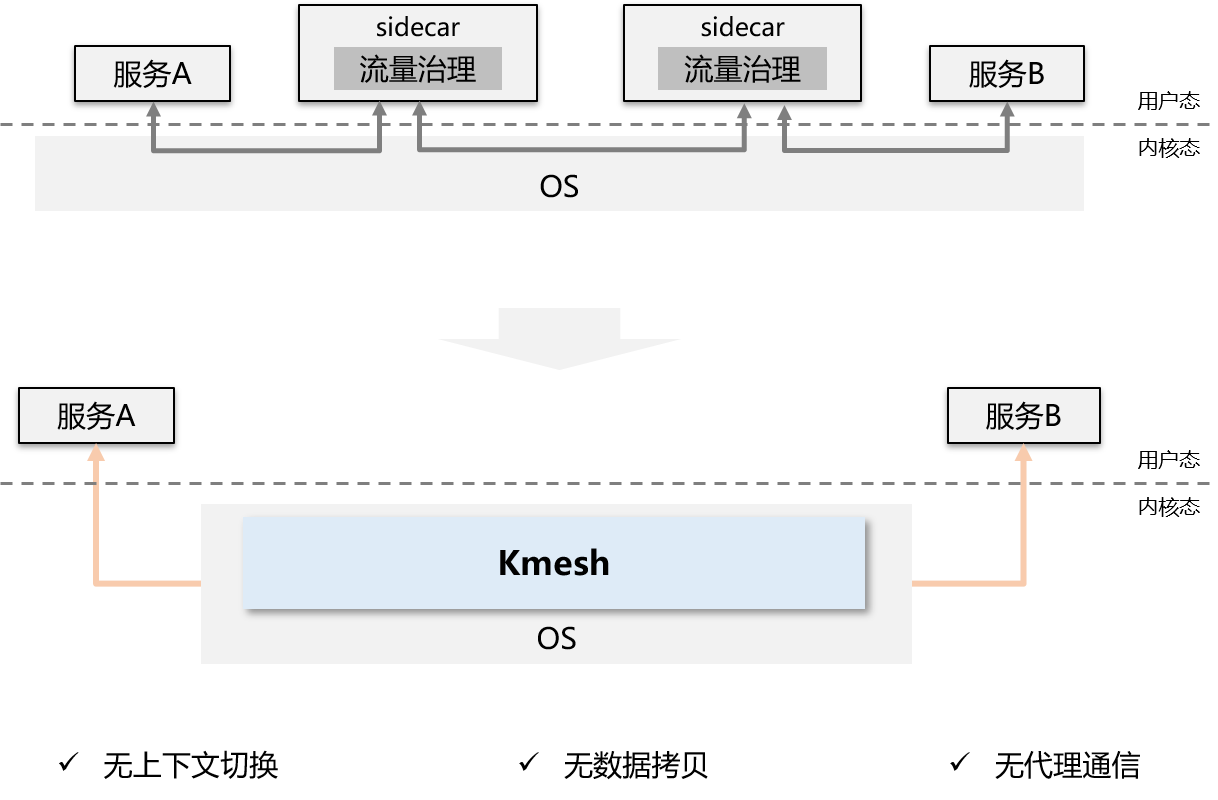 sidecar
流量治理
sidecar
流量治理
服务A
服务B
用户态
内核态
OS
服务A
服务B
用户态
内核态
Kmesh
OS
✓ 无上下文切换
✓ 无数据拷贝
✓ 无代理通信